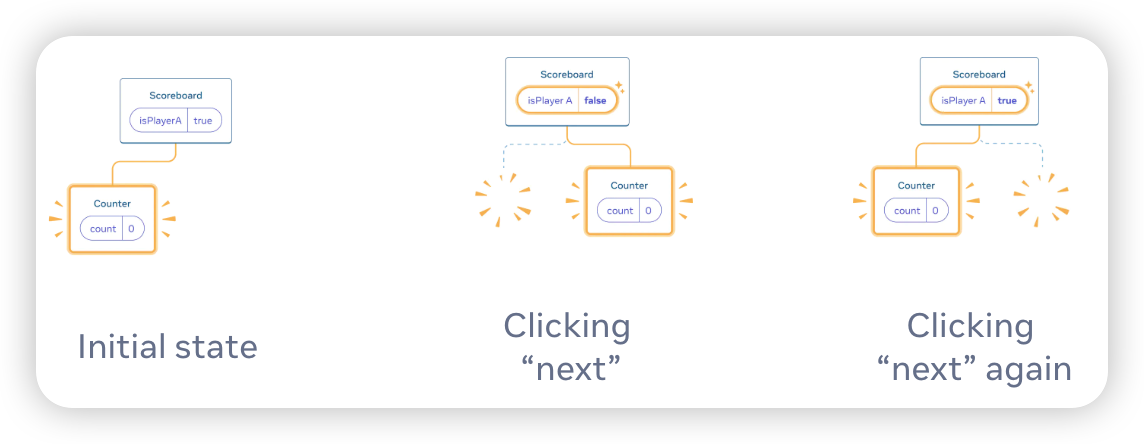 Scoreboard
isPlayerA true
Counter
count 0
Initial state
Scoreboard
isPlayer A false
Counter
count 0
Clicking
“next”
Scoreboard
isPlayer A true
Counter
count 0
Clicking
“next” again